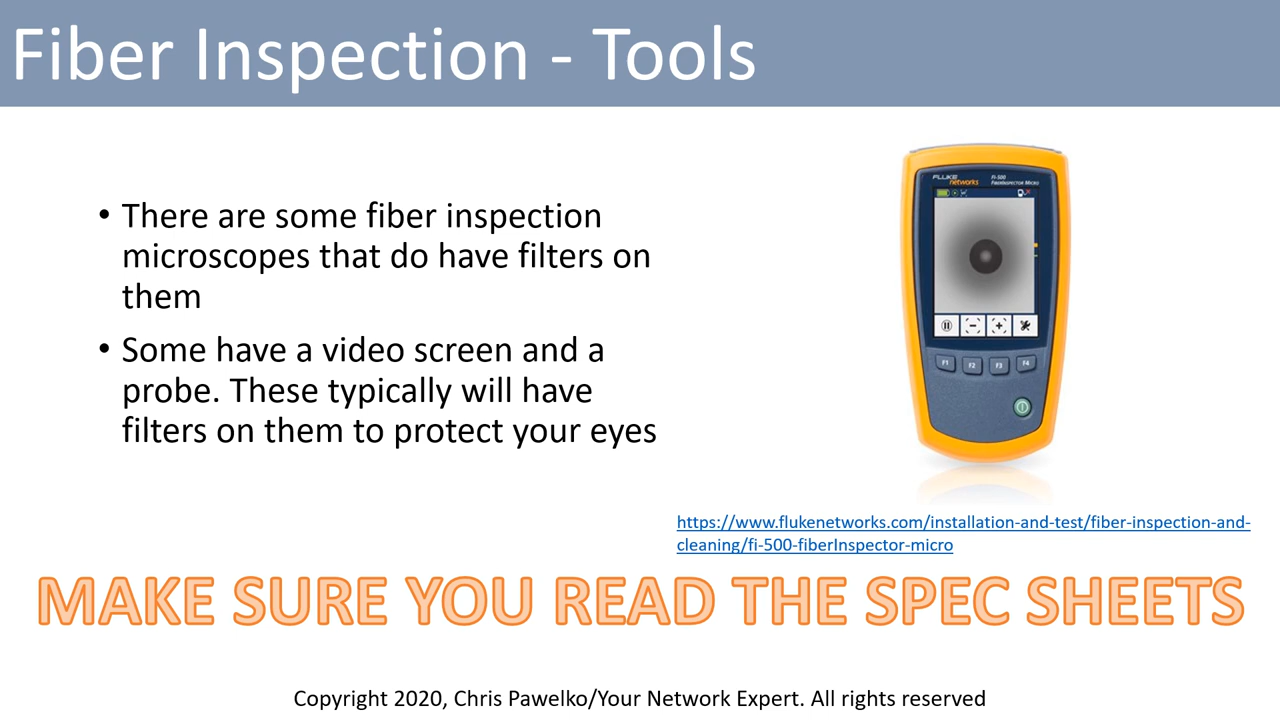 Fiber Inspection - Tools
• There are some fiber inspection
microscopes that do have filters on
them
• Some have a video screen and a
probe. These typically will have
filters on them to protect your eyes
FLUKE
networks
FI-500
FIBERINSPECTOR MICRO
F1 F2 F3 F4
https://www.flukenetworks.com/installation-and-test/fiber-inspection-and-
cleaning/fi-500-fiberInspector-micro
MAKE SURE YOU READ THE SPEC SHEETS
Copyright 2020, Chris Pawelko/Your Network Expert. All rights reserved